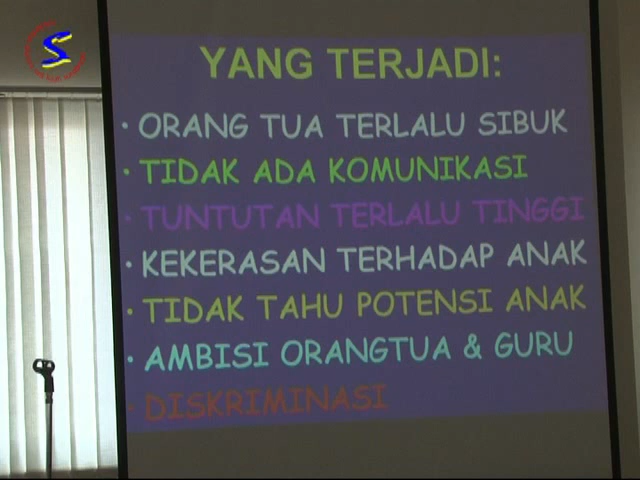 YANG TERJADI:
• ORANG TUA TERLALU SIBUK
• TIDAK ADA KOMUNIKASI
• TUNTUTAN TERLALU TINGGI
• KEKERASAN TERHADAP ANAK
• TIDAK TAHU POTENSI ANAK
• AMBISI ORANGTUA & GURU
• DISKRIMINASI